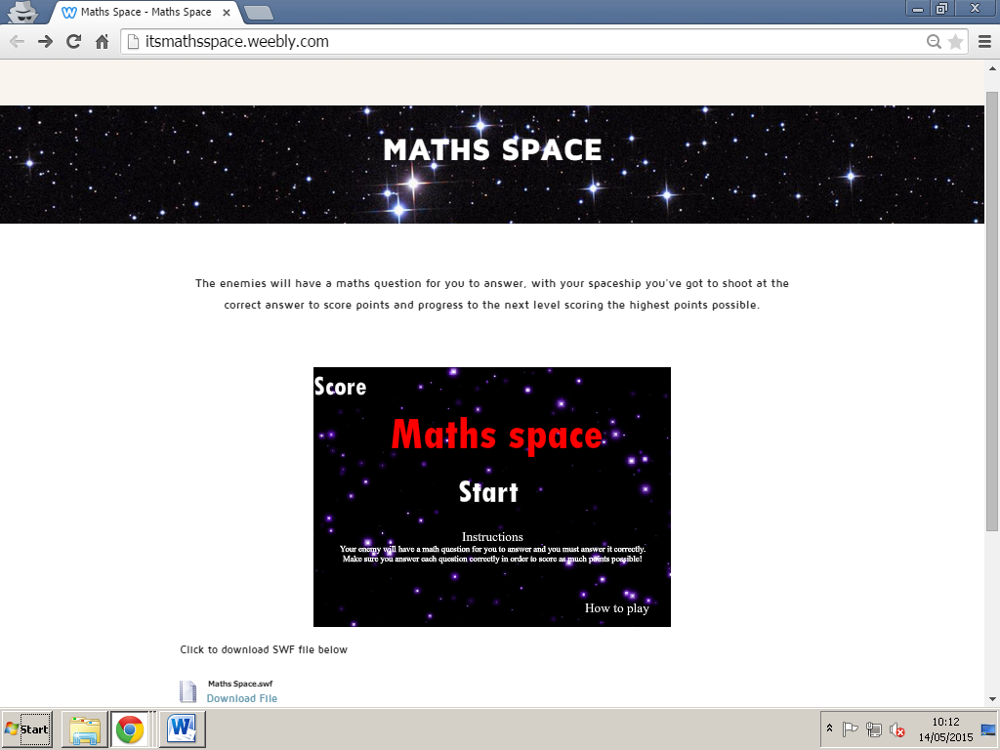 Maths Space - Maths Space
itsmathsspace.weebly.com
MATHS SPACE
The enemies will have a maths question for you to answer, with your spaceship you've got to shoot at the
correct answer to score points and progress to the next level scoring the highest points possible.
Score
Maths space
Start
Instructions
Your enemy will have a math question for you to answer and you must answer it correctly.
Make sure you answer each question correctly in order to score as much points possible!
How to play
Click to download SWF file below
Maths Space.swf
Download File
Start
10:12
14/05/2015